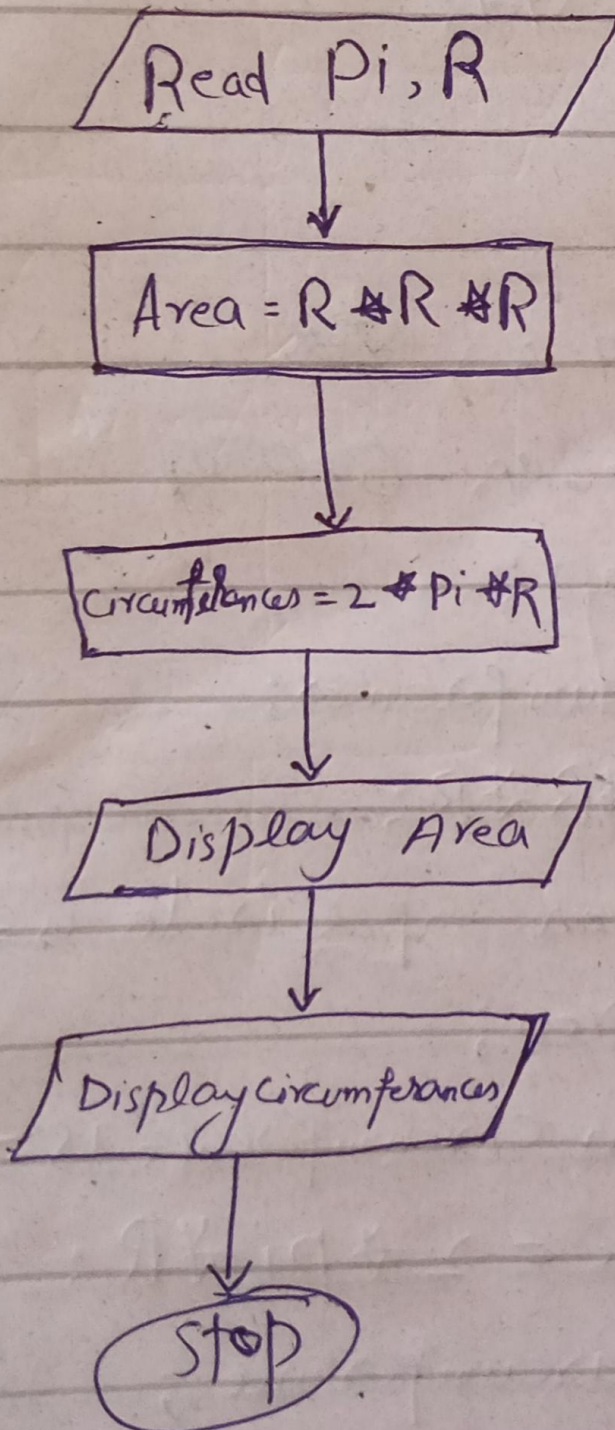 Read Pi, R
Area = R * R * R
Circumferances = 2 * Pi * R
Display Area
Display circumferances
Stop